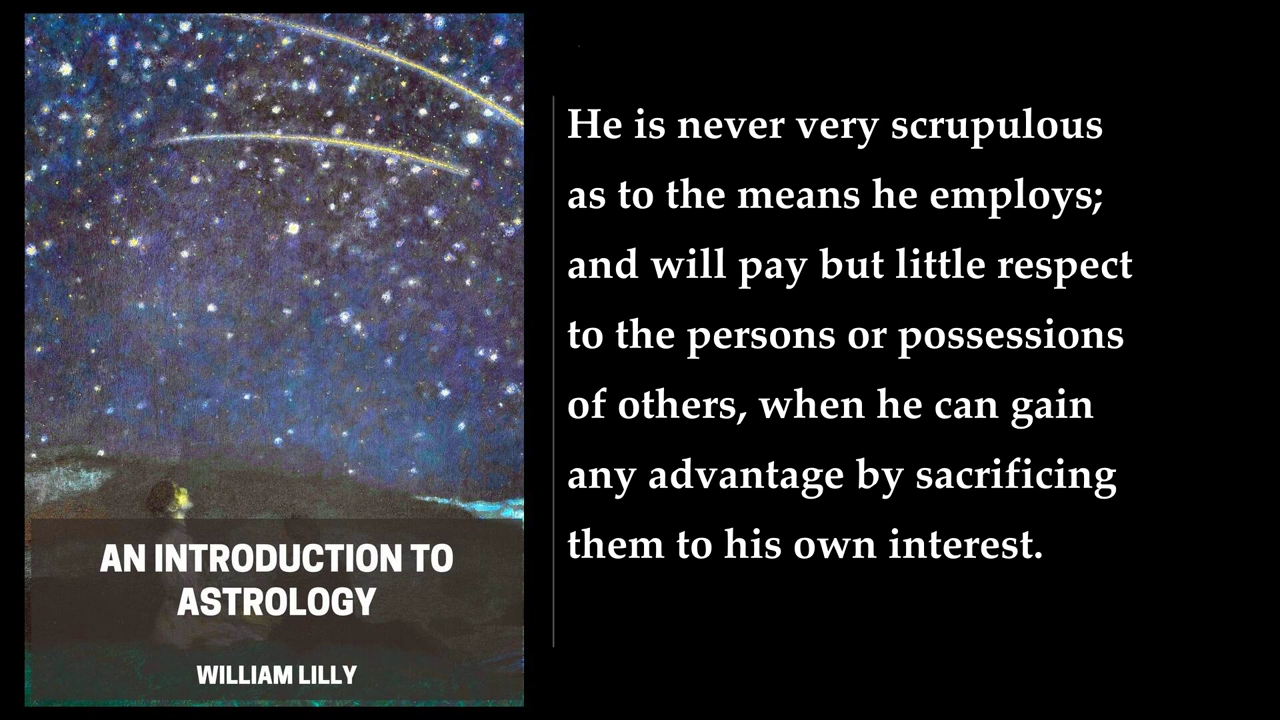 AN INTRODUCTION TO
ASTROLOGY
WILLIAM LILLY
He is never very scrupulous
as to the means he employs;
and will pay but little respect
to the persons or possessions
of others, when he can gain
any advantage by sacrificing
them to his own interest.